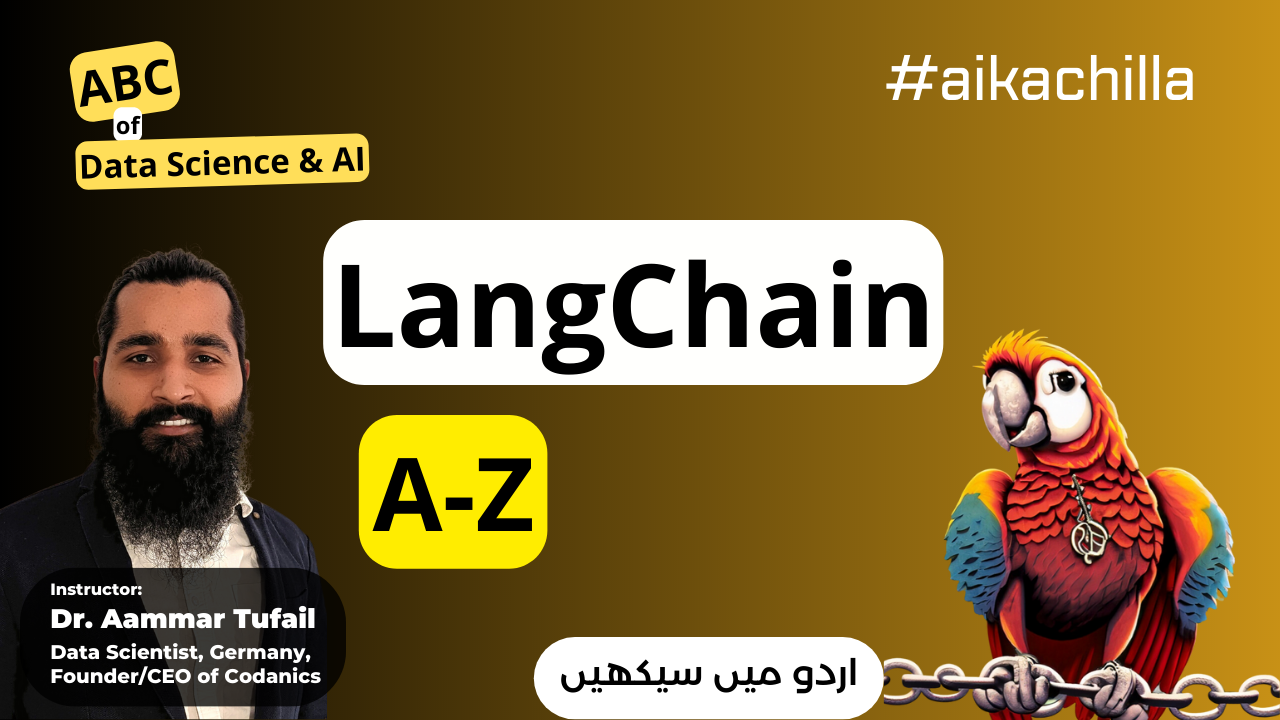 ABC
of
Data Science & AI
#aikachilla
LangChain
A-Z
Instructor:
Dr. Aammar Tufail
Data Scientist, Germany,
Founder/CEO of Codanics
اردو میں سیکھیں